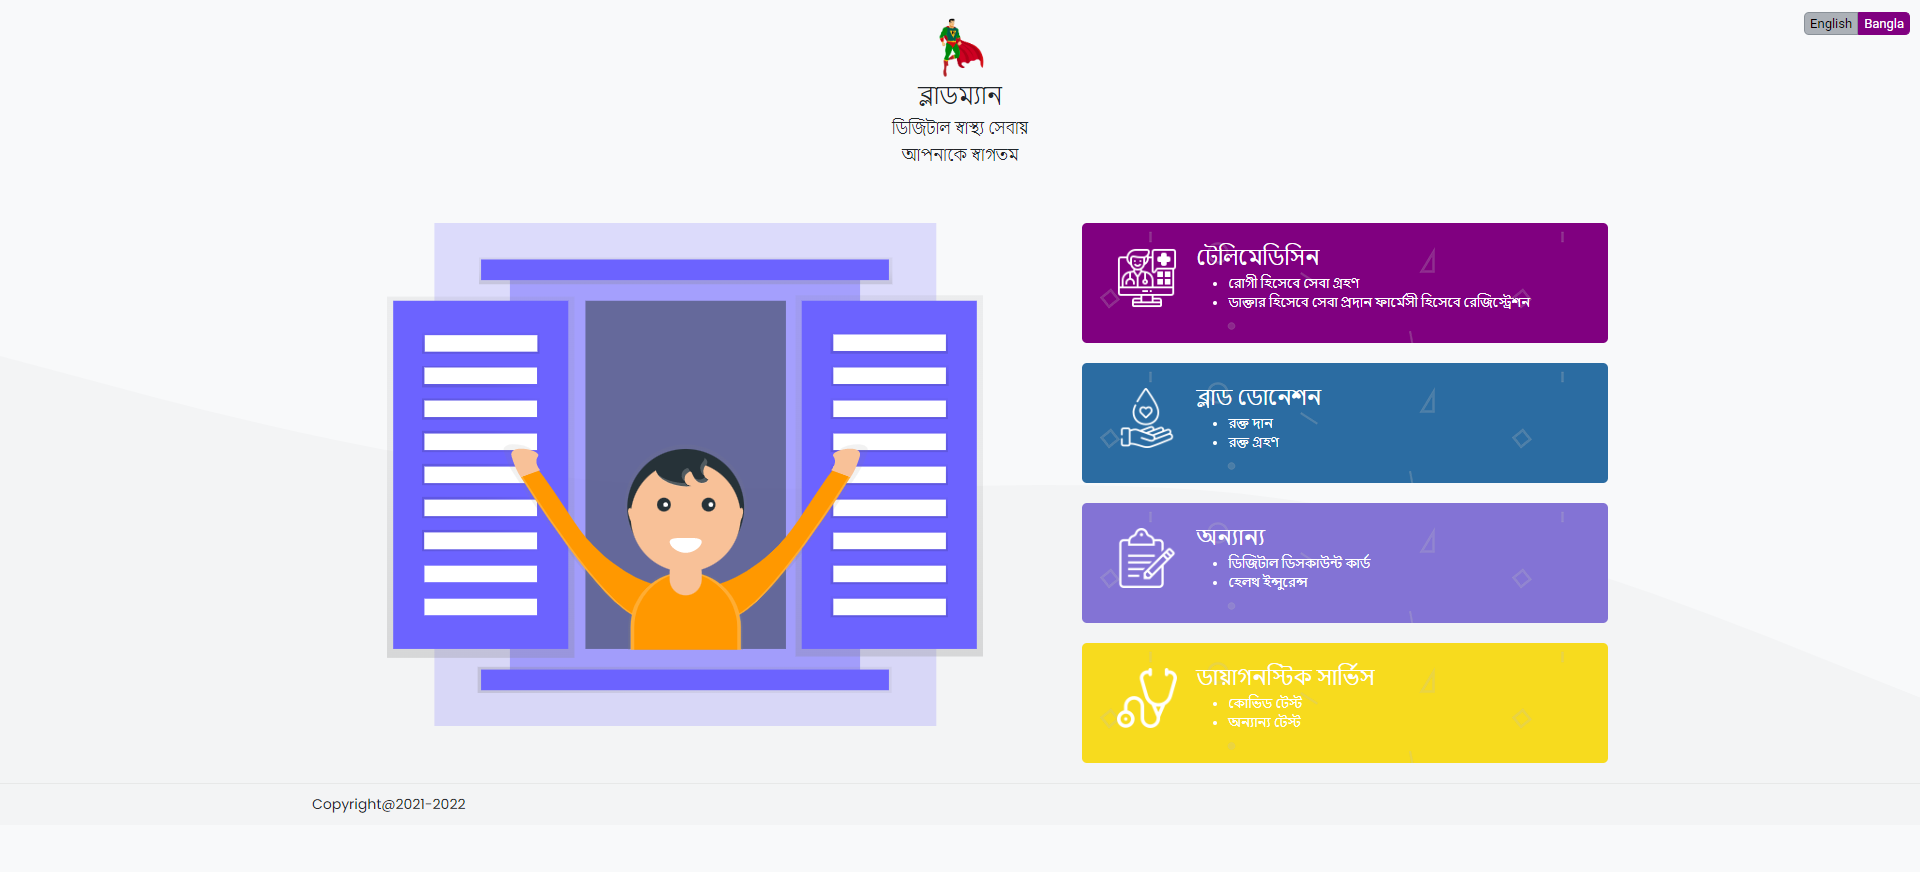 English Bangla
ব্লাডম্যান
ডিজিটাল স্বাস্থ্য সেবায়
আপনাকে স্বাগতম
টেলিমেডিসিন
রোগী হিসেবে সেবা গ্রহণ
ডাক্তার হিসেবে সেবা প্রদান ফার্মেসী হিসেবে রেজিস্ট্রেশন
ব্লাড ডোনেশন
রক্ত দান
রক্ত গ্রহণ
অন্যান্য
ডিজিটাল ডিসকাউন্ট কার্ড
হেলথ ইন্সুরেন্স
ডায়াগনস্টিক সার্ভিস
কোভিড টেস্ট
অন্যান্য টেস্ট
Copyright@2021-2022